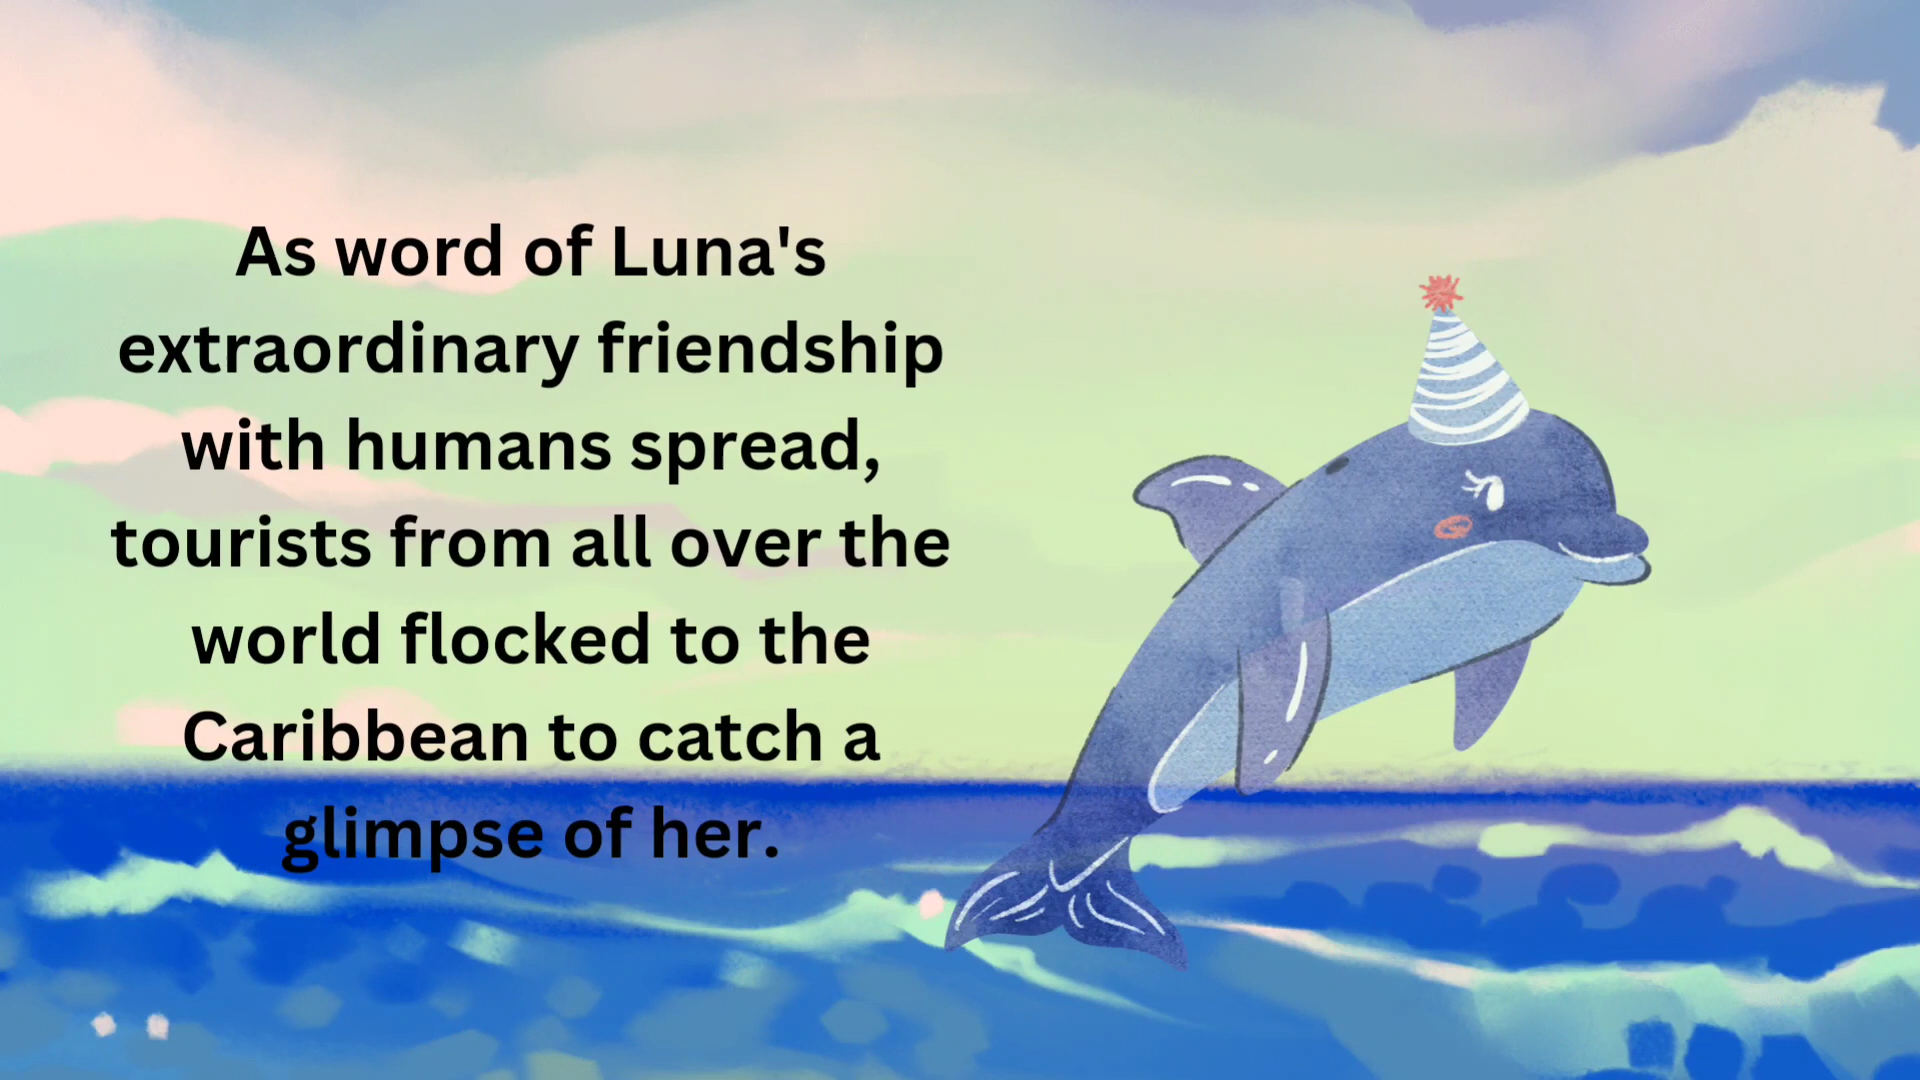 As word of Luna's
extraordinary friendship
with humans spread,
tourists from all over the
world flocked to the
Caribbean to catch a
glimpse of her.